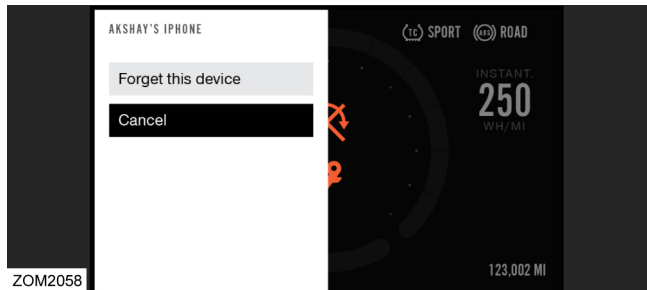 AKSHAY'S IPHONE
Forget this device
Cancel
TC SPORT ABS ROAD
INSTANT.
250
WH/MI
123,002 MI
ZOM2058